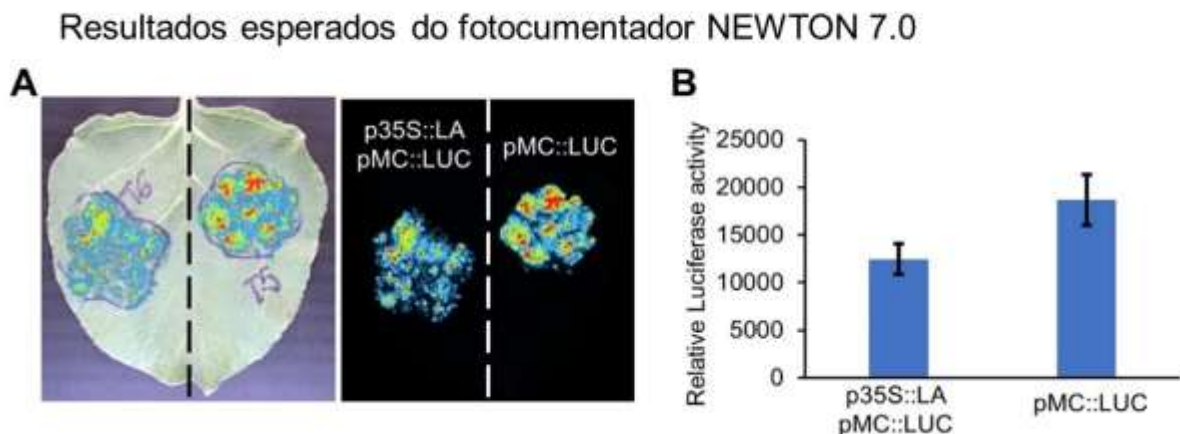 Resultados esperados do fotocumentador NEWTON 7.0
A
p35S::LA
pMC::LUC
pMC::LUC
T6
T5
B
Relative Luciferase activity
25000
20000
15000
10000
5000
0
p35S::LA
pMC::LUC
pMC::LUC